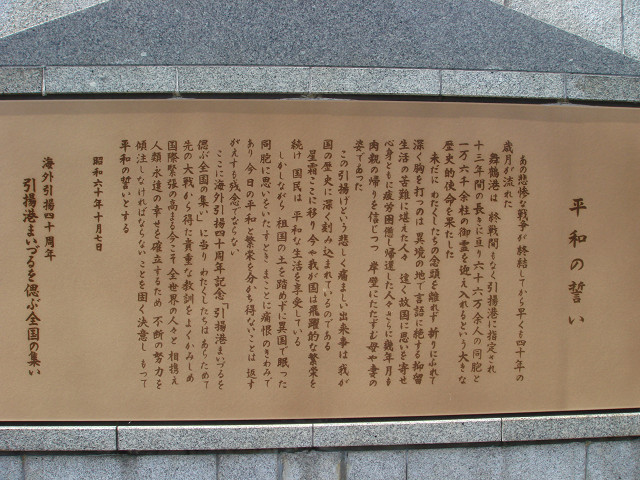 平和の誓い
あの悲惨な戦争が終結してから早くも四十年の
歳月が流れた
舞鶴港は 終戦間もなく引揚港に指定され
十三年間の長きに亘り六十六万余人の同胞と
一万六千余柱の御霊を迎え入れるという大きな
歴史的使命を果たした
未だに わたくしたちの念頭を離れず 折りにふれて
深く胸を打つのは 異境の地で言語に絶する抑留
生活の苦難に堪えた人々 遠く故国に思いを寄せ
心身ともに疲労困憊し帰還した人々 さらに幾年月も
肉親の帰りを信じつつ 岸壁にたたずむ母や妻の
姿であった
この引揚げという悲しく痛ましい出来事は 我が
国の歴史に深く刻み込まれているのである
星霜ここに移り 今や我が国は飛躍的な繁栄を
続け 国民は 平和な生活を享受している
しかしながら 祖国の土を踏めずに異国で眠った
同胞に思いをいたすとき まことに痛恨のきわみで
あり 今日の平和と繁栄を分かち得ないことは 返す
がえすも残念でならない
ここに海外引揚四十周年記念「引揚港まいづるを
偲ぶ全国の集い」に当り わたくしたちは あらためて
先の大戦から得た貴重な教訓をよくかみしめ
国際緊張の高まる今こそ 全世界の人々と 相携え
人類永遠の幸せを確立するため 不断の努力を
傾注しなければならないことを固く決意し もって
平和の誓いとする
昭和六十年十月七日
海外引揚四十周年
引揚港まいづるを偲ぶ全国の集い